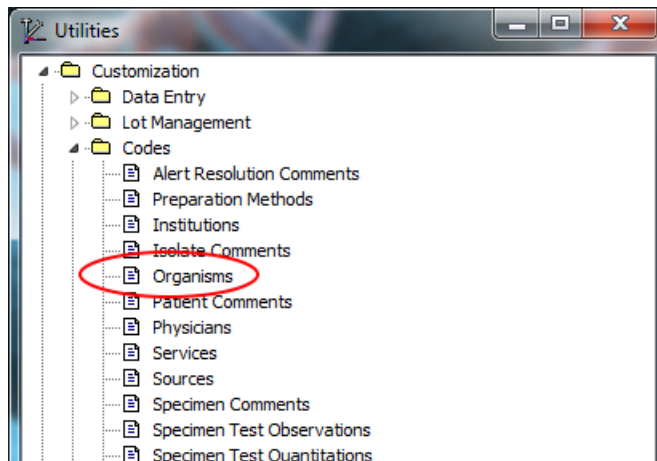 Utilities
Customization
Data Entry
Lot Management
Codes
Alert Resolution Comments
Preparation Methods
Institutions
Isolate Comments
Organisms
Patient Comments
Physicians
Services
Sources
Specimen Comments
Specimen Test Observations
Specimen Test Quantitations